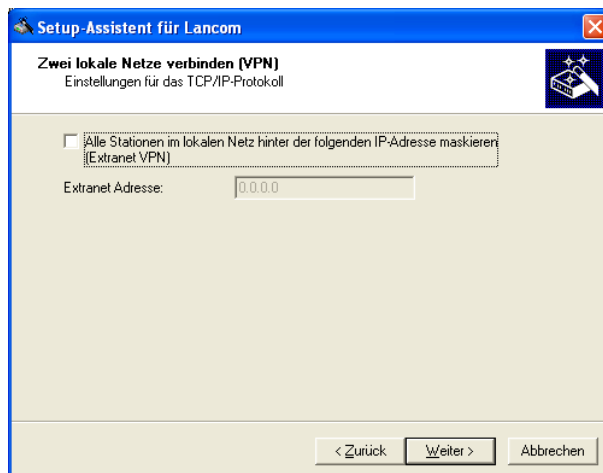 Setup-Assistent für Lancom
Zwei lokale Netze verbinden (VPN)
Einstellungen für das TCP/IP-Protokoll
Alle Stationen im lokalen Netz hinter der folgenden IP-Adresse maskieren
(Extranet VPN)
Extranet Adresse: 0.0.0.0
< Zurück Weiter > Abbrechen